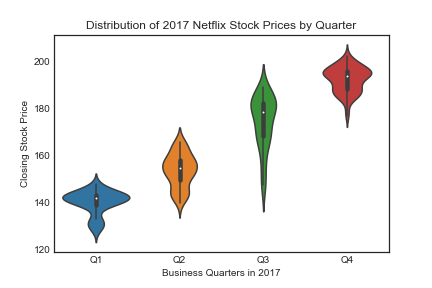 Distribution of 2017 Netflix Stock Prices by Quarter
Closing Stock Price
200
180
160
140
120
Q1 Q2 Q3 Q4
Business Quarters in 2017